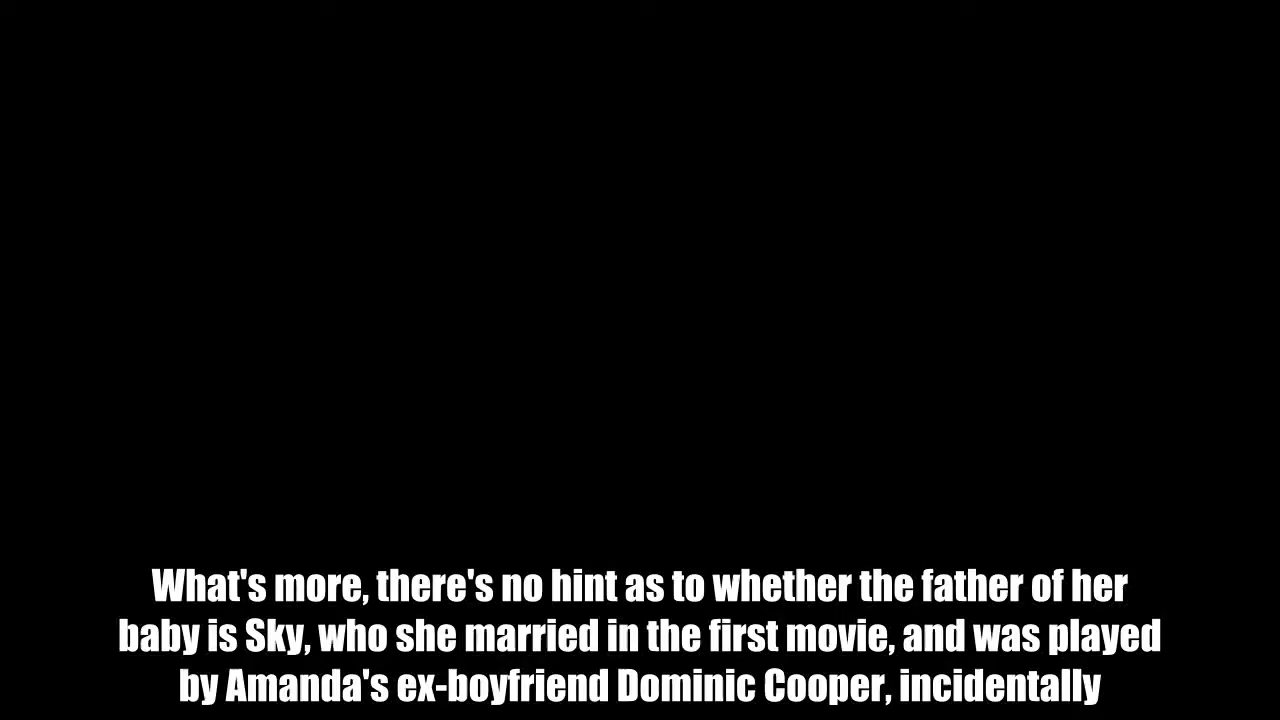 What's more, there's no hint as to whether the father of her
baby is Sky, who she married in the first movie, and was played
by Amanda's ex-boyfriend Dominic Cooper, incidentally